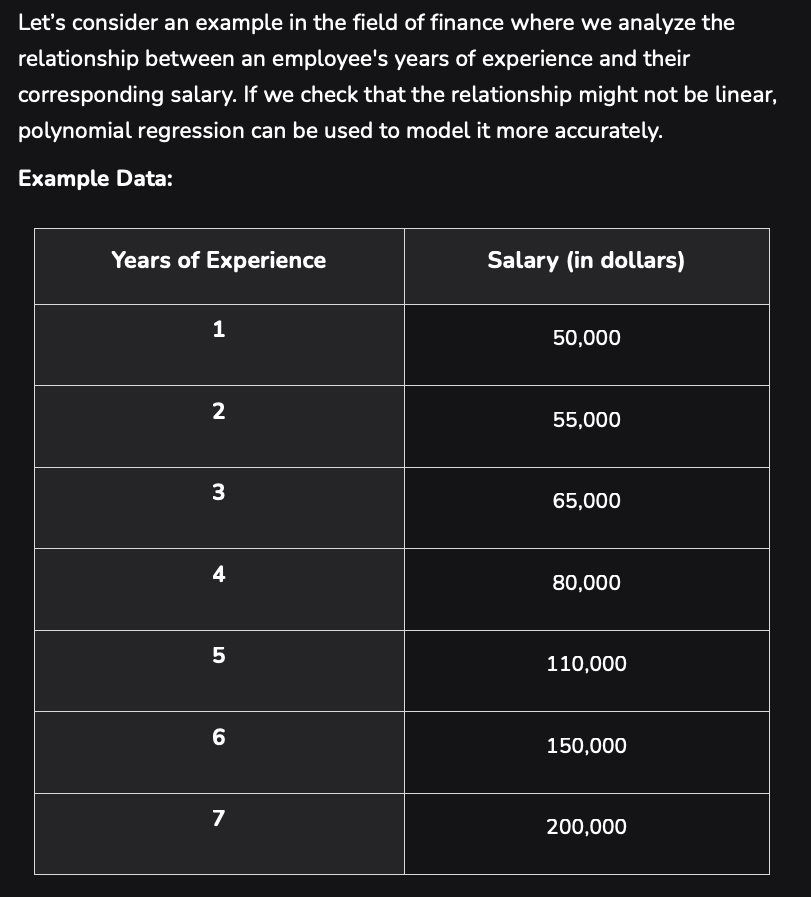 Let’s consider an example in the field of finance where we analyze the
relationship between an employee's years of experience and their
corresponding salary. If we check that the relationship might not be linear,
polynomial regression can be used to model it more accurately.
Example Data:
Years of Experience Salary (in dollars)
1 50,000
2 55,000
3 65,000
4 80,000
5 110,000
6 150,000
7 200,000